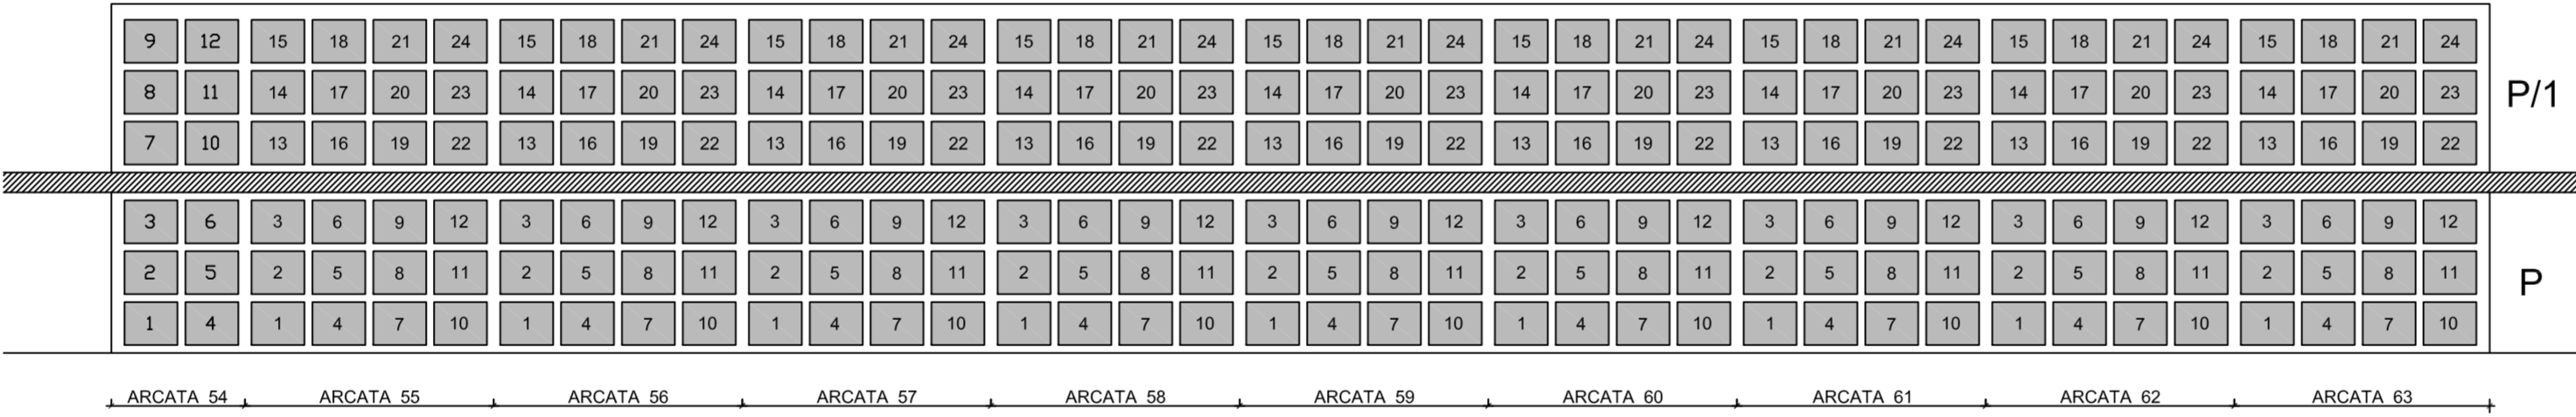 9 12 15 18 21 24 15 18 21 24 15 18 21 24 15 18 21 24 15 18 21 24 15 18 21 24 15 18 21 24 15 18 21 24 15 18 21 24
8 11 14 17 20 23 14 17 20 23 14 17 20 23 14 17 20 23 14 17 20 23 14 17 20 23 14 17 20 23 14 17 20 23 14 17 20 23 P/1
7 10 13 16 19 22 13 16 19 22 13 16 19 22 13 16 19 22 13 16 19 22 13 16 19 22 13 16 19 22 13 16 19 22 13 16 19 22
3 6 3 6 9 12 3 6 9 12 3 6 9 12 3 6 9 12 3 6 9 12 3 6 9 12 3 6 9 12 3 6 9 12 3 6 9 12
2 5 2 5 8 11 2 5 8 11 2 5 8 11 2 5 8 11 2 5 8 11 2 5 8 11 2 5 8 11 2 5 8 11 2 5 8 11 P
1 4 1 4 7 10 1 4 7 10 1 4 7 10 1 4 7 10 1 4 7 10 1 4 7 10 1 4 7 10 1 4 7 10 1 4 7 10
ARCATA 54 ARCATA 55 ARCATA 56 ARCATA 57 ARCATA 58 ARCATA 59 ARCATA 60 ARCATA 61 ARCATA 62 ARCATA 63